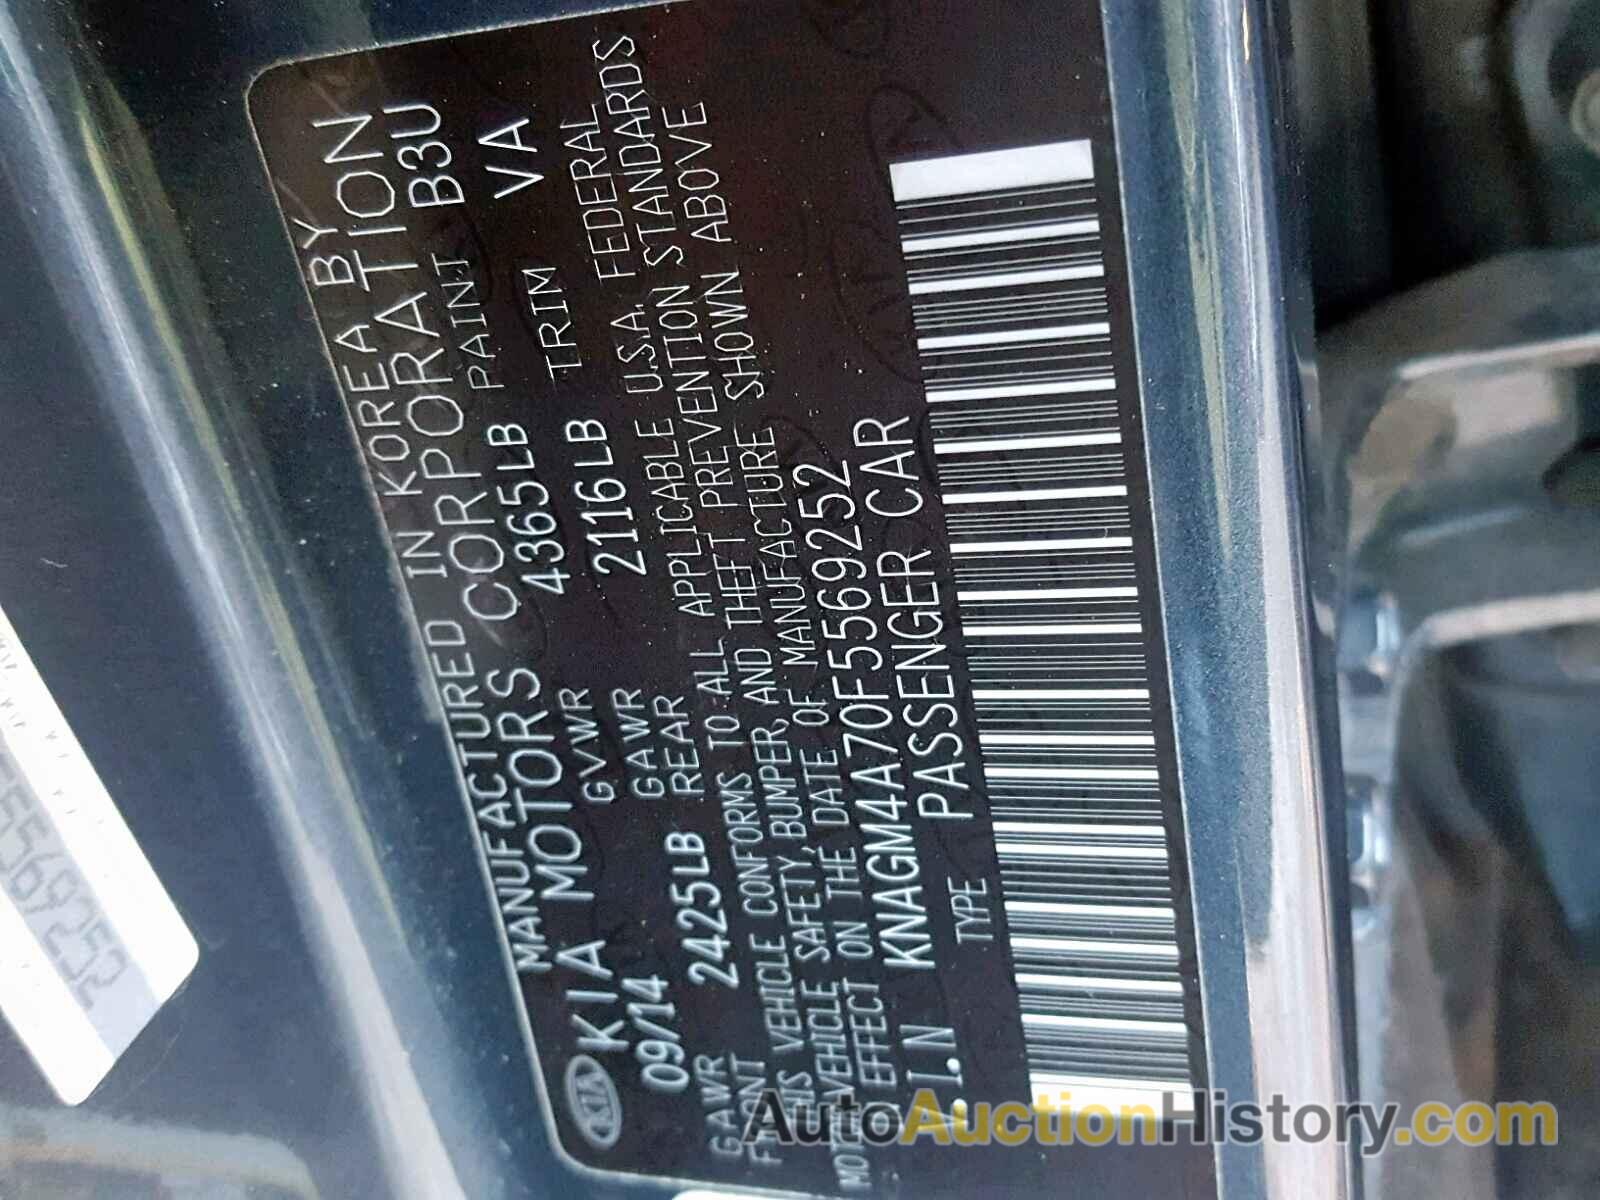 MANUFACTURED IN KOREA BY
KIA KIA MOTORS CORPORATION
09/14 GVWR 4365LB PAINT B3U
GAWR FRONT 2425LB GAWR REAR 2116LB TRIM VA
THIS VEHICLE CONFORMS TO ALL APPLICABLE U.S.A. FEDERAL
MOTOR VEHICLE SAFETY, BUMPER, AND THEFT PREVENTION STANDARDS
IN EFFECT ON THE DATE OF MANUFACTURE SHOWN ABOVE
V.I.N KNAGM4A70F5569252
TYPE PASSENGER CAR
5569252
AutoAuctionHistory.com